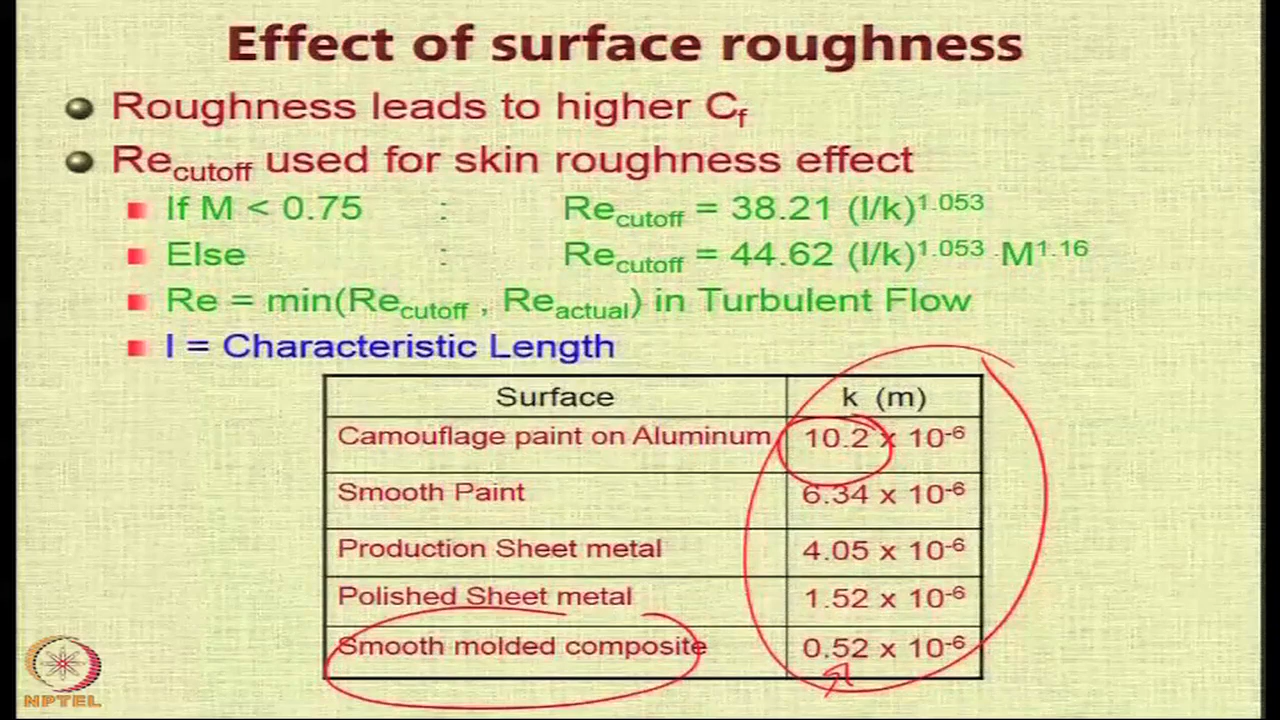 Effect of surface roughness
Roughness leads to higher Cf
Recutoff used for skin roughness effect
If M < 0.75 : Recutoff = 38.21 (l/k)^1.053
Else : Recutoff = 44.62 (l/k)^1.053 . M^1.16
Re = min(Recutoff , Reactual) in Turbulent Flow
l = Characteristic Length
Surface k (m)
Camouflage paint on Aluminum 10.2 x 10^-6
Smooth Paint 6.34 x 10^-6
Production Sheet metal 4.05 x 10^-6
Polished Sheet metal 1.52 x 10^-6
Smooth molded composite 0.52 x 10^-6
NPTEL